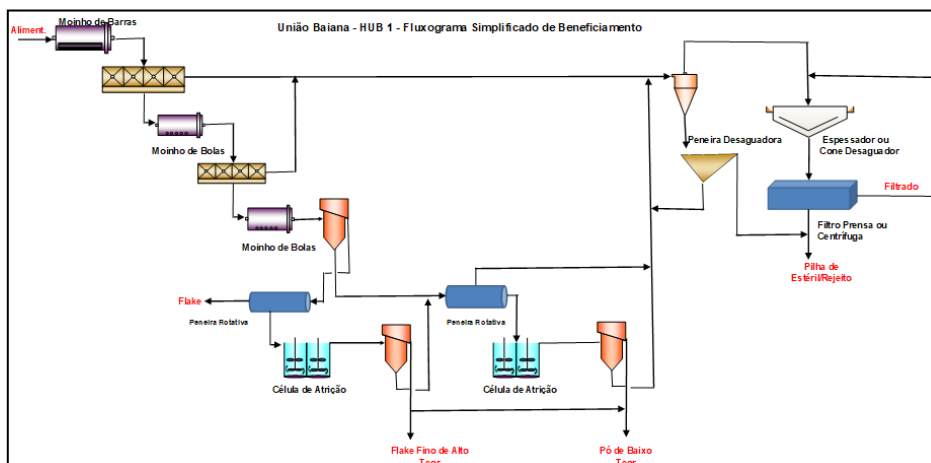 Moinho de Barras
União Baiana - HUB 1 - Fluxograma Simplificado de Beneficiamento
Aliment.
Moinho de Bolas
Peneira Desaguadora
Espessador ou
Cone Desaguador
Filtrado
Moinho de Bolas
Filtro Prensa ou
Centrífuga
Pilha de
Estéril/Rejeito
Flake
Peneira Rotativa
Peneira Rotativa
Célula de Atrição
Célula de Atrição
Flake Fino de Alto
Teor
Pó de Baixo
Teor